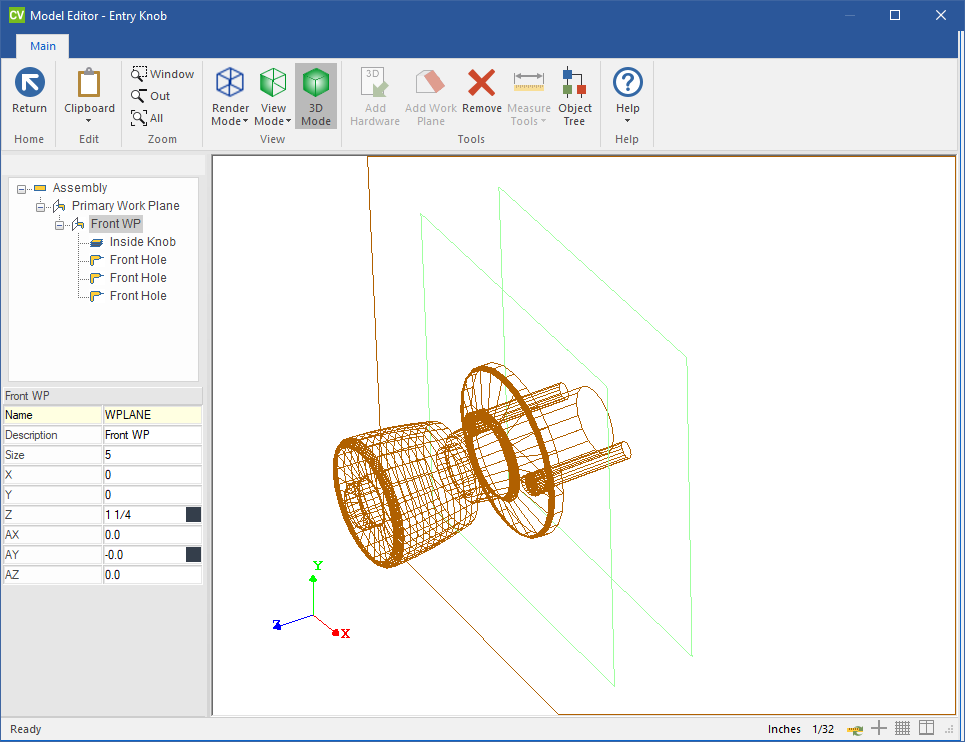 CV Model Editor - Entry Knob
Main
Return
Clipboard
Window
Out
All
Render Mode
View Mode
3D Mode
3D
Add Hardware
Add Work Plane
Remove
Measure Tools
Object Tree
Help
Home
Edit
Zoom
View
Tools
Help
Assembly
Primary Work Plane
Front WP
Inside Knob
Front Hole
Front Hole
Front Hole
Front WP
Name WPLANE
Description Front WP
Size 5
X 0
Y 0
Z 1 1/4
AX 0.0
AY -0.0
AZ 0.0
Y
Z
X
Ready
Inches 1/32